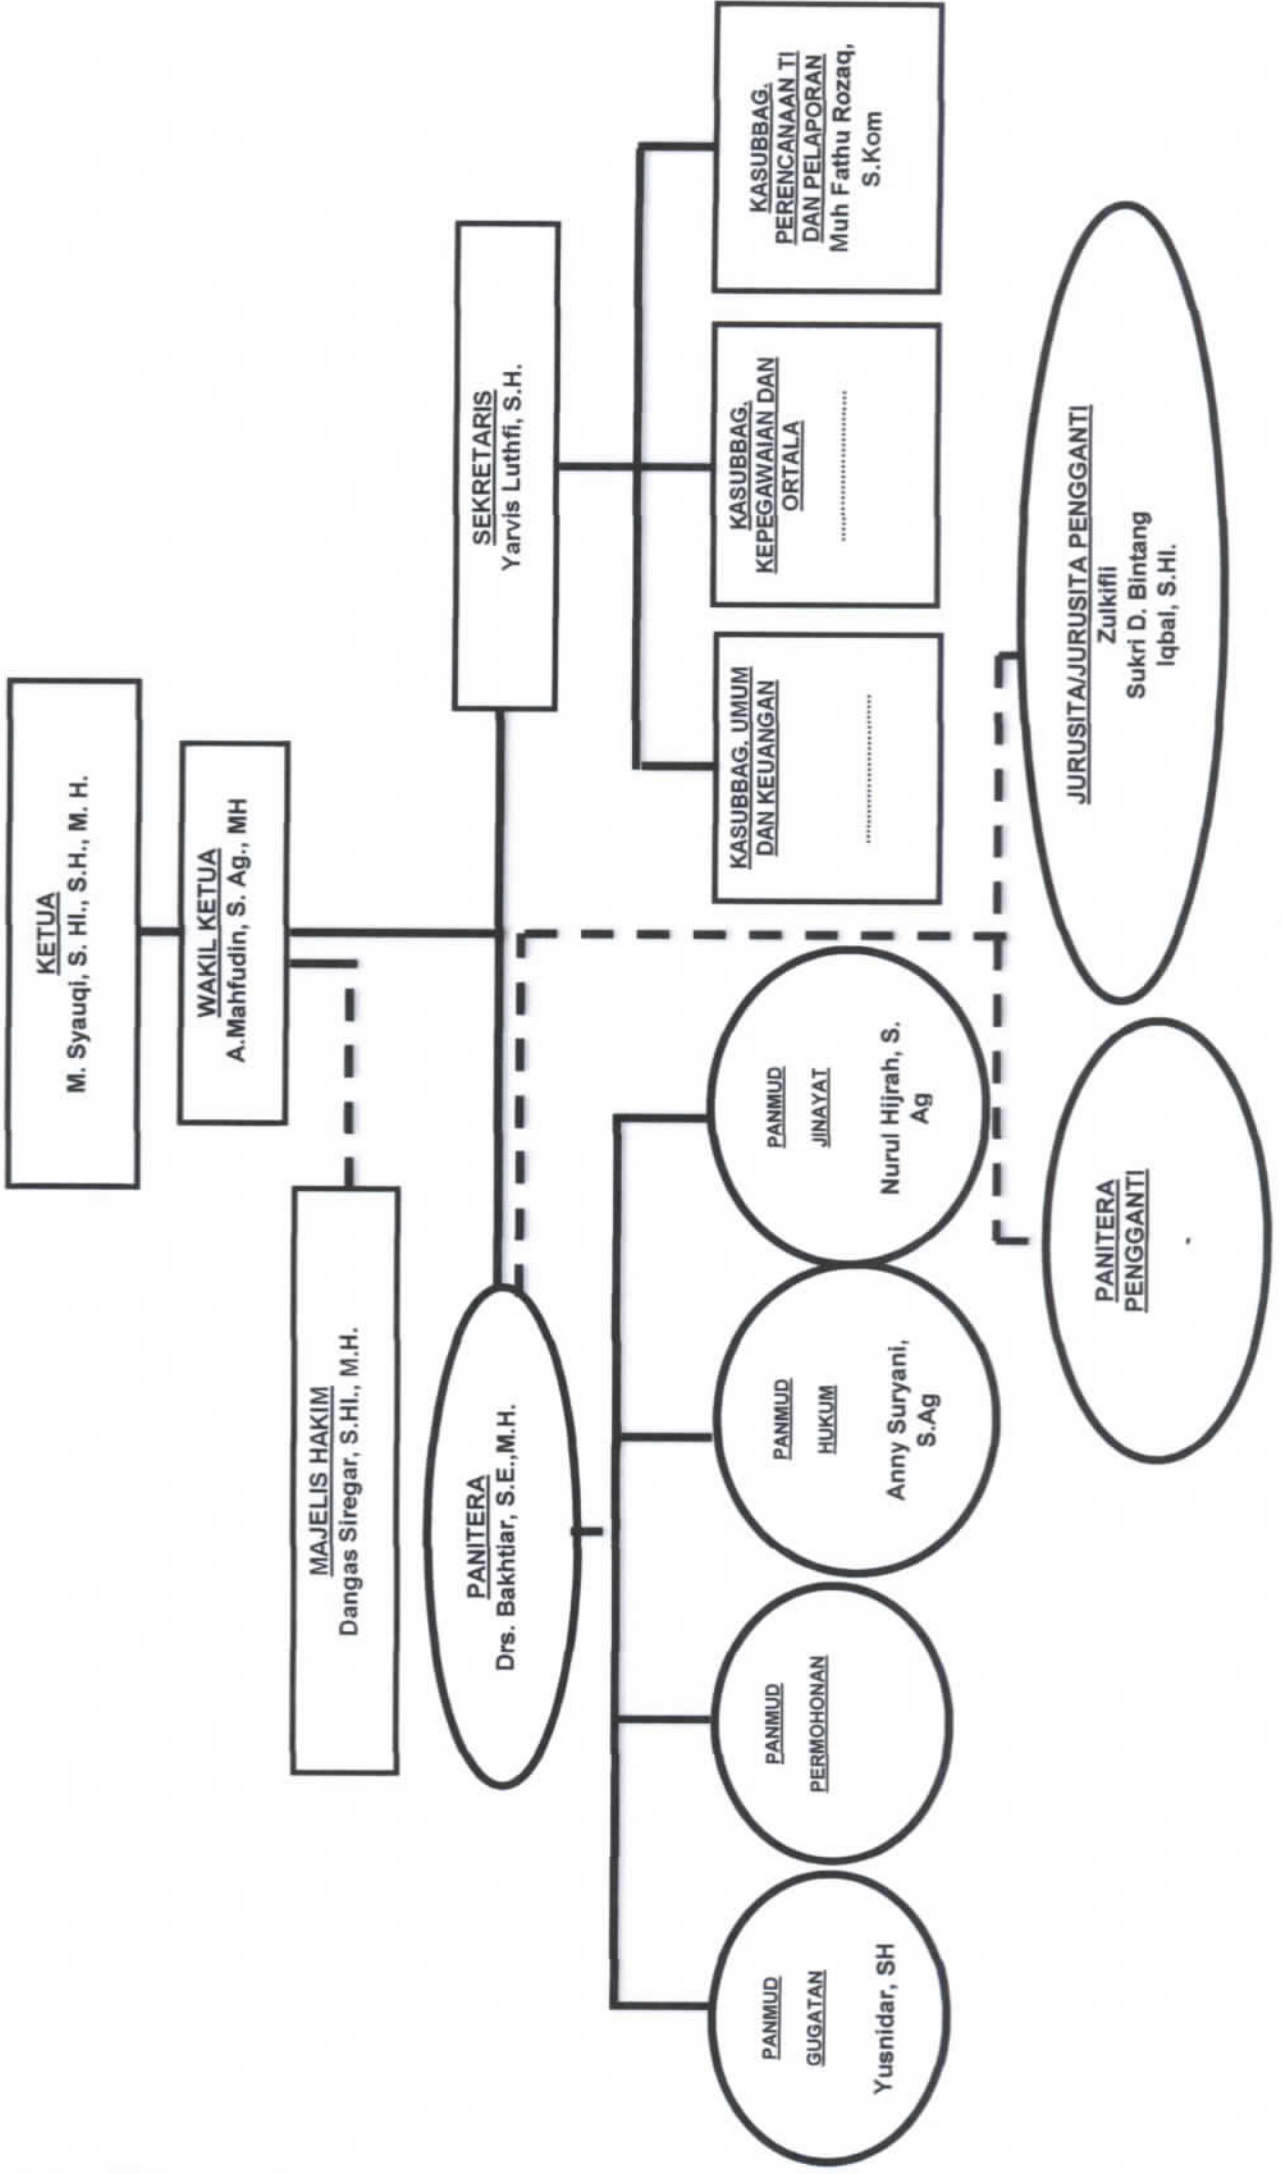 KETUA
M. Syauqi, S. HI., S.H., M. H.
WAKIL KETUA
A.Mahfudin, S. Ag., MH
MAJELIS HAKIM
Dangas Siregar, S.HI., M.H.
PANITERA
Drs. Bakhtiar, S.E.,M.H.
SEKRETARIS
Yarvis Luthfi, S.H.
PANMUD
GUGATAN
Yusnidar, SH
PANMUD
PERMOHONAN
PANMUD
HUKUM
Anny Suryani,
S.Ag
PANMUD
JINAYAT
Nurul Hijrah, S.
Ag
KASUBBAG. UMUM
DAN KEUANGAN
....................
KASUBBAG.
KEPEGAWAIAN DAN
ORTALA
....................
KASUBBAG.
PERENCANAAN TI
DAN PELAPORAN
Muh Fathu Rozaq,
S.Kom
PANITERA
PENGGANTI
-
JURUSITA/JURUSITA PENGGANTI
Zulkifli
Sukri D. Bintang
Iqbal, S.HI.